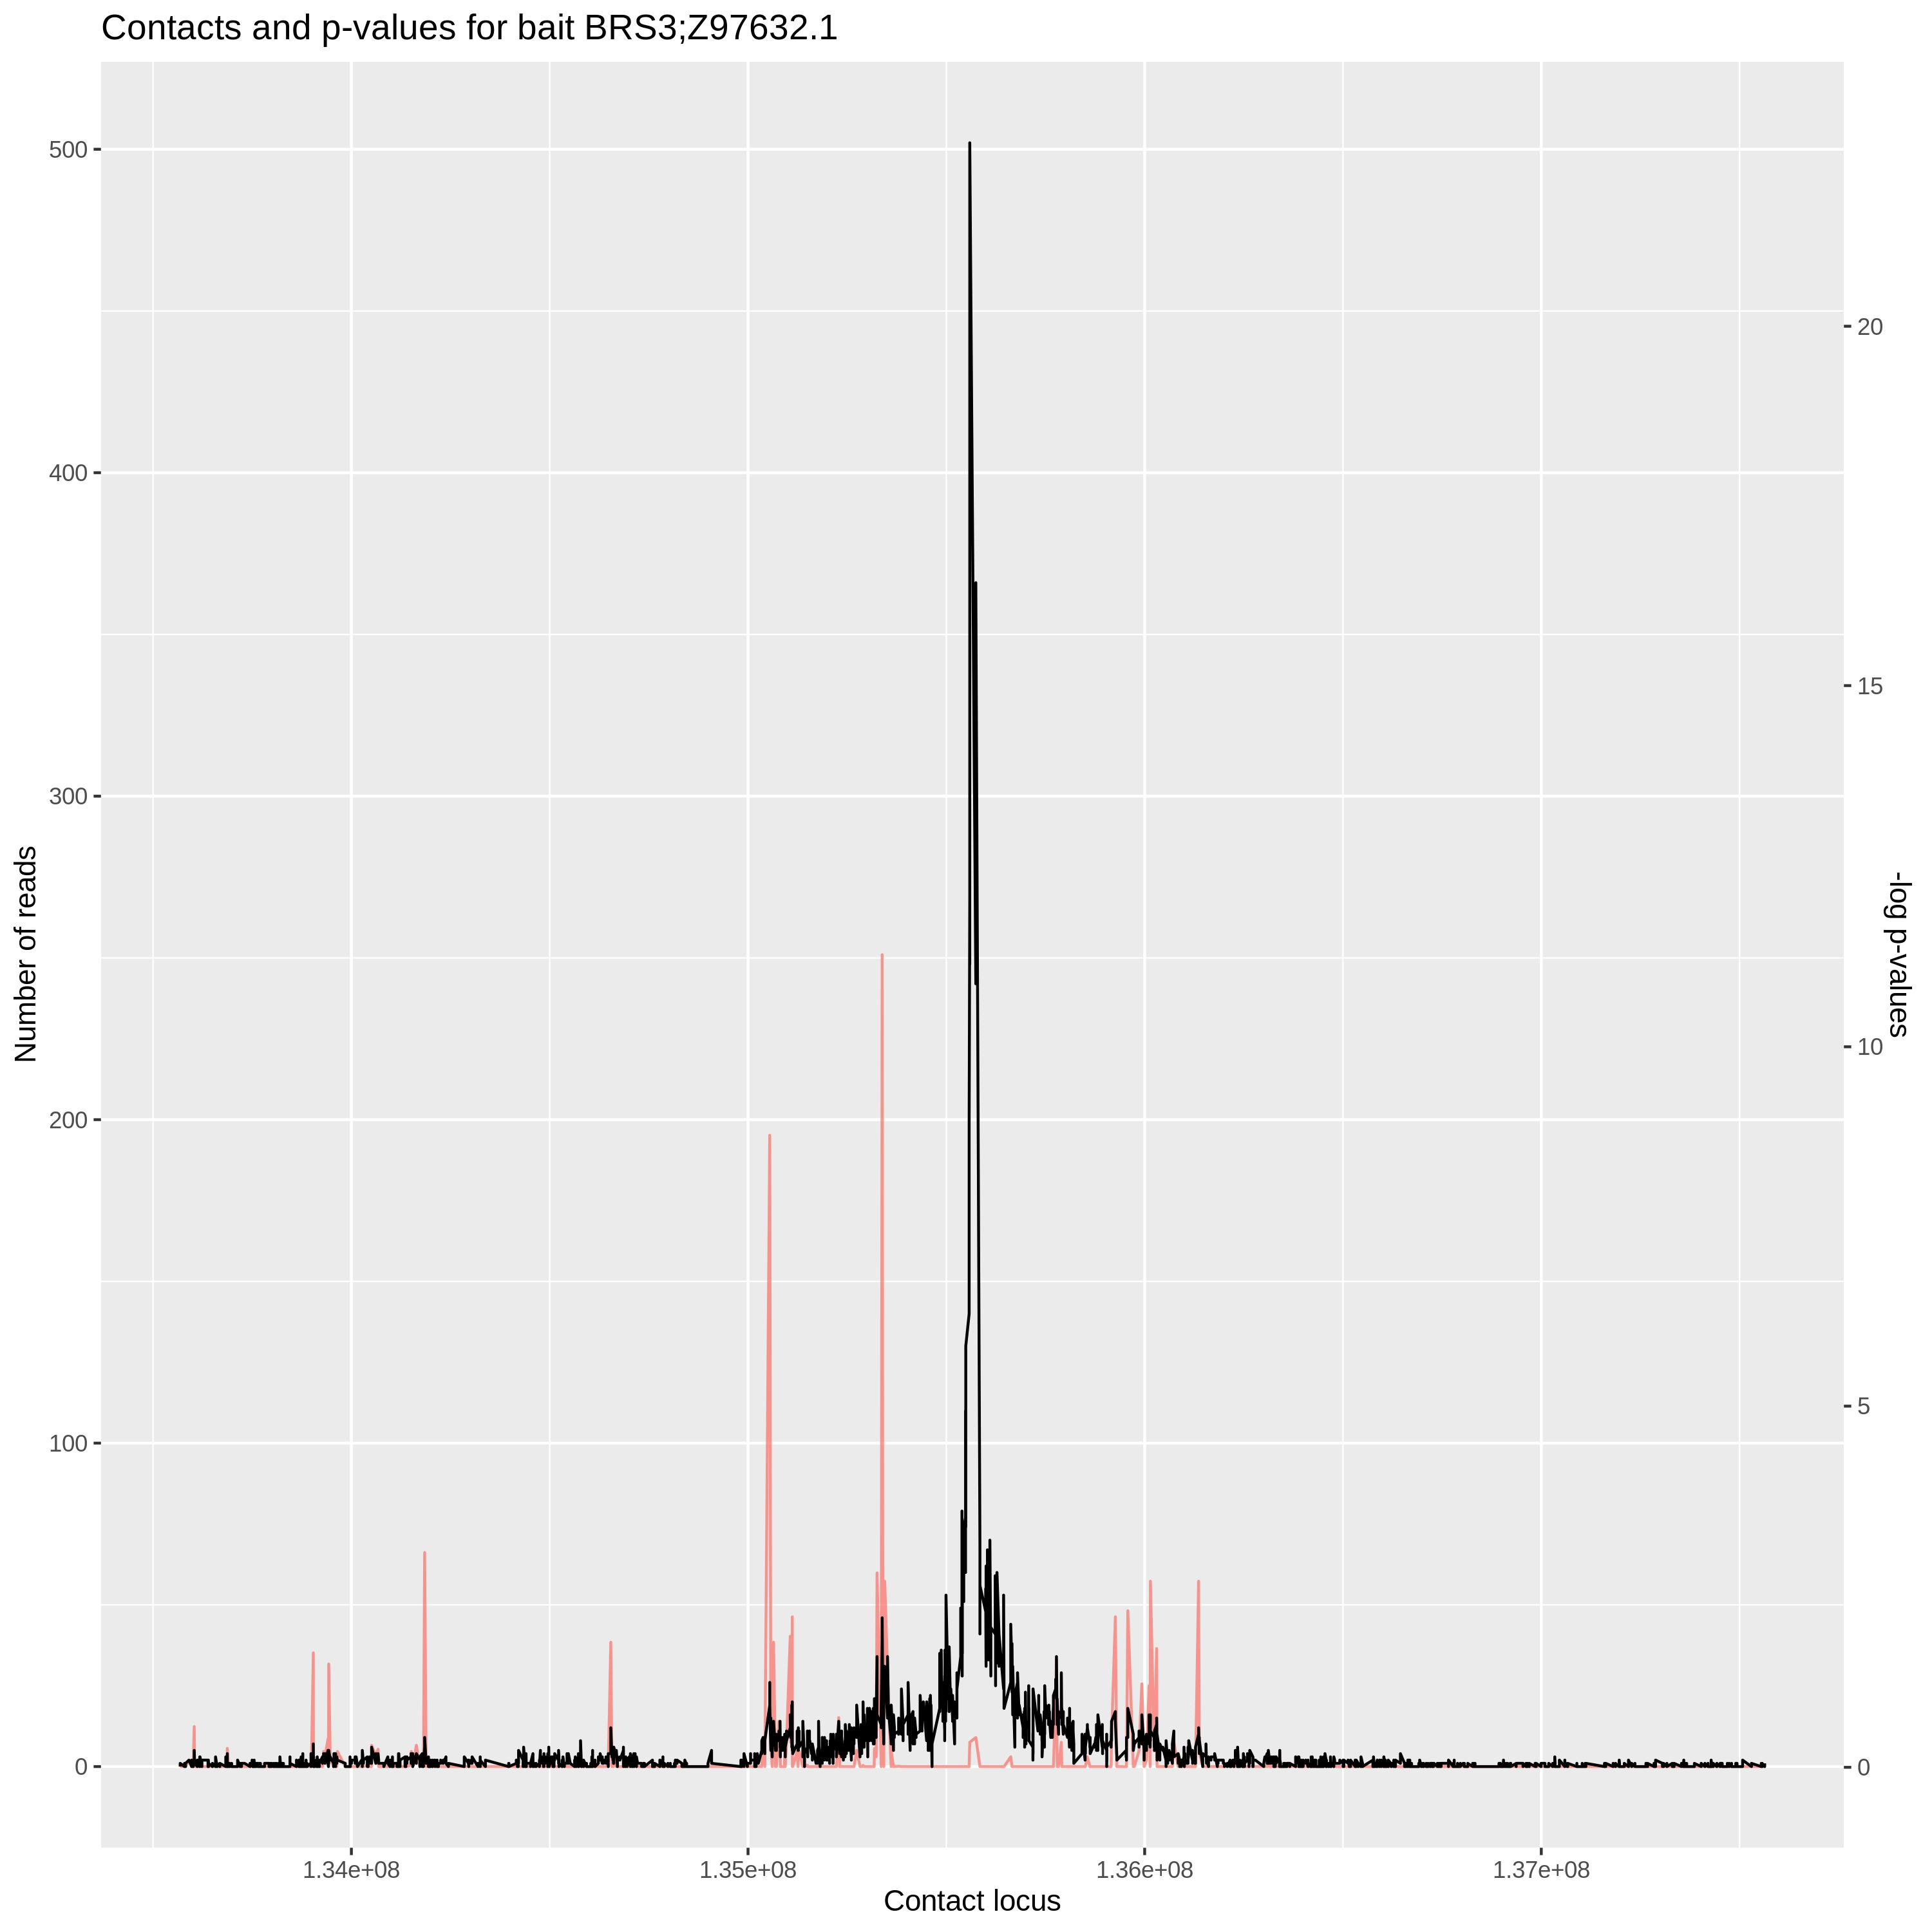 Contacts and p-values for bait BRS3;Z97632.1
500
400
300
200
100
0
Number of reads
20
15
10
5
0
-log p-values
1.34e+08
1.35e+08
1.36e+08
1.37e+08
Contact locus